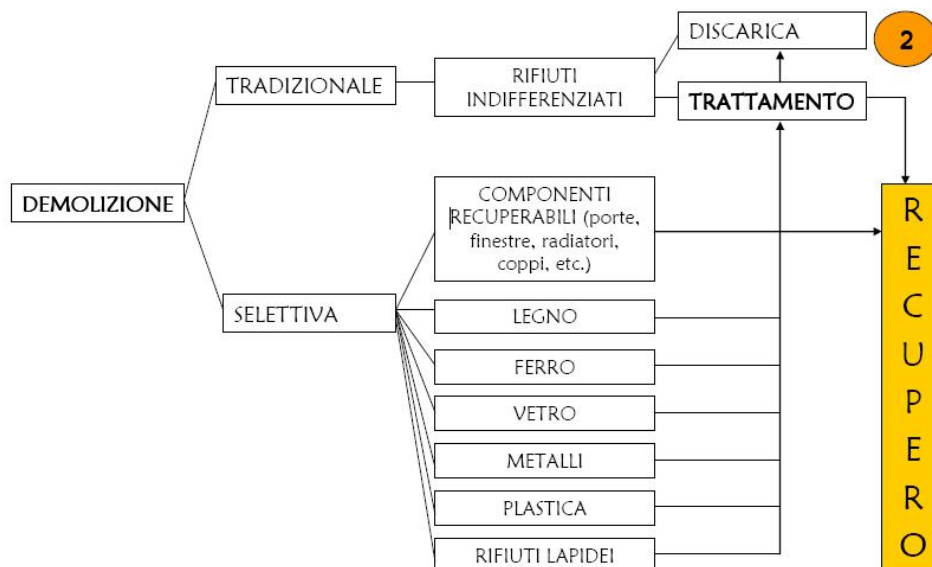 DISCARICA
2
TRADIZIONALE
RIFIUTI
INDIFFERENZIATI
TRATTAMENTO
DEMOLIZIONE
COMPONENTI
RECUPERABILI (porte,
finestre, radiatori,
coppi, etc.)
SELETTIVA
LEGNO
FERRO
VETRO
METALLI
PLASTICA
RIFIUTI LAPIDEI
R
E
C
U
P
E
R
O